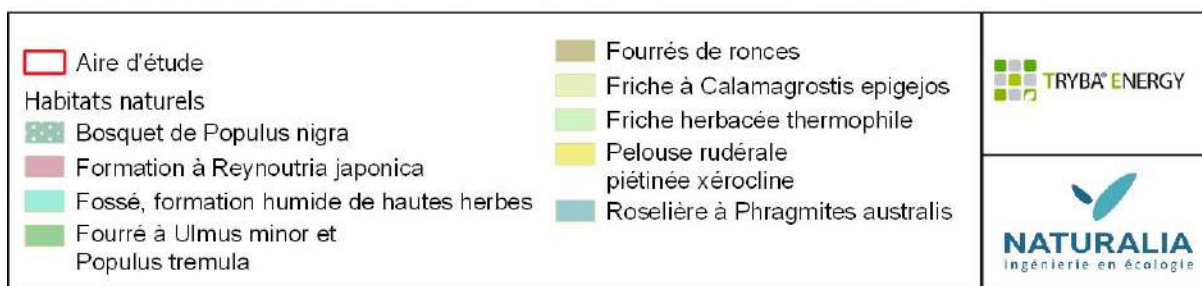 Aire d'étude
Habitats naturels
Bosquet de Populus nigra
Formation à Reynoutria japonica
Fossé, formation humide de hautes herbes
Fourré à Ulmus minor et
Populus tremula
Fourrés de ronces
Friche à Calamagrostis epigejos
Friche herbacée thermophile
Pelouse rudérale
piétinée xérocline
Roselière à Phragmites australis
TRYBA® ENERGY
NATURALIA
ingénierie en écologie